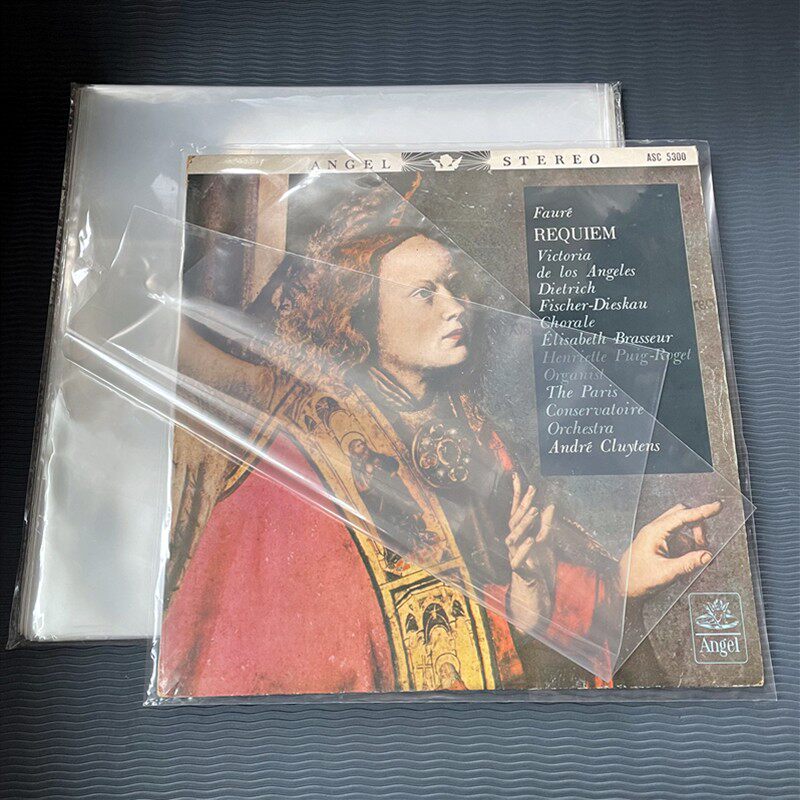 ANGEL STEREO ASC 5300
Fauré
REQUIEM
Victoria
de los Angeles
Dietrich
Fischer-Dieskau
Chorale
Élisabeth Brasseur
Henriette Puig-Roget
Organist
The Paris
Conservatoire
Orchestra
André Cluytens
Angel